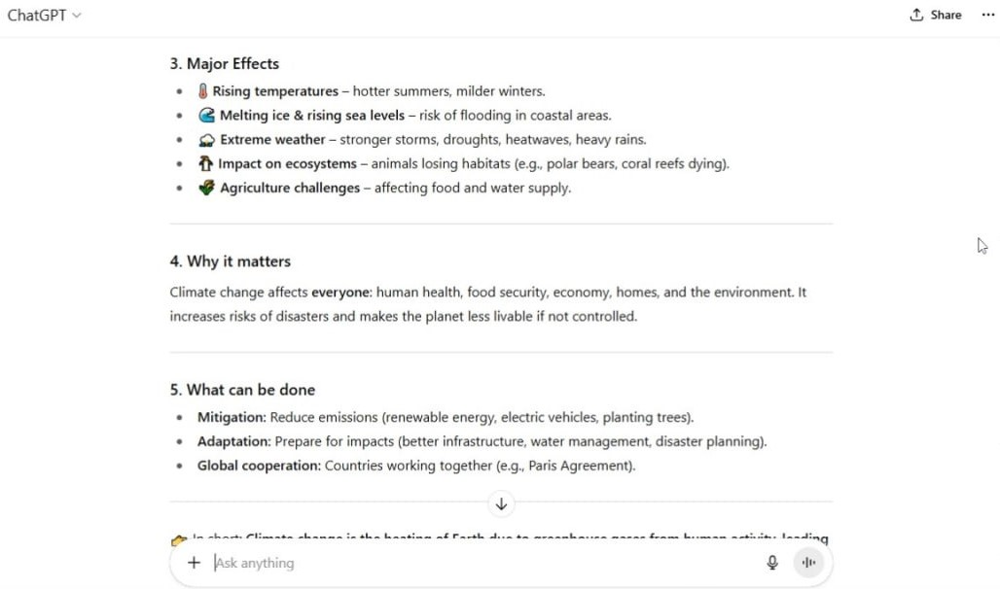 ChatGPT
Share
3. Major Effects
Rising temperatures – hotter summers, milder winters.
Melting ice & rising sea levels – risk of flooding in coastal areas.
Extreme weather – stronger storms, droughts, heatwaves, heavy rains.
Impact on ecosystems – animals losing habitats (e.g., polar bears, coral reefs dying).
Agriculture challenges – affecting food and water supply.
4. Why it matters
Climate change affects everyone: human health, food security, economy, homes, and the environment. It
increases risks of disasters and makes the planet less livable if not controlled.
5. What can be done
Mitigation: Reduce emissions (renewable energy, electric vehicles, planting trees).
Adaptation: Prepare for impacts (better infrastructure, water management, disaster planning).
Global cooperation: Countries working together (e.g., Paris Agreement).
In short: Climate change is the heating of Earth due to greenhouse gases from human activity, leading
Ask anything